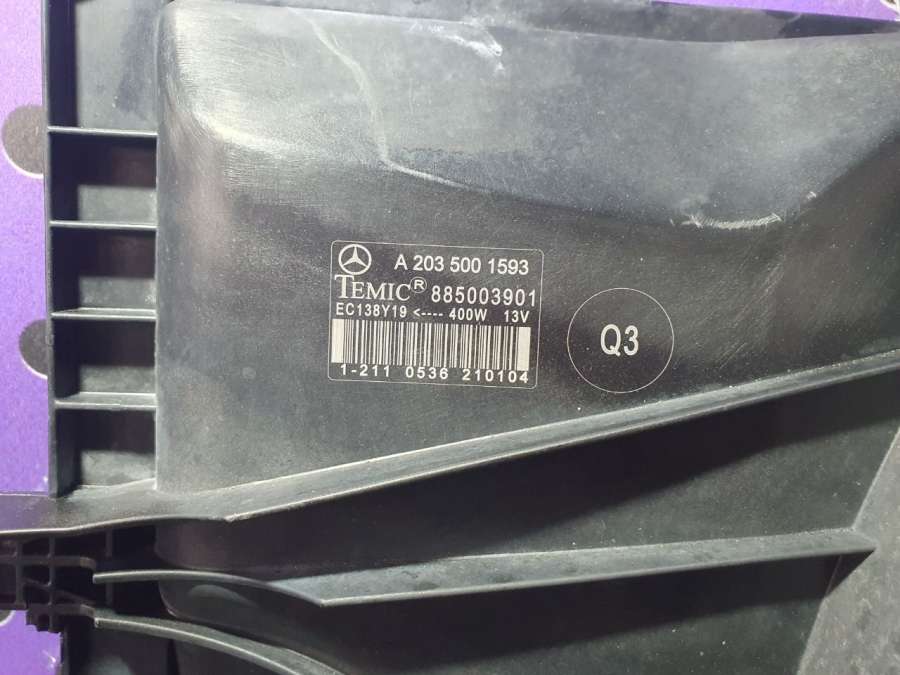 A 203 500 1593
TEMIC® 885003901
EC138Y19 <---- 400W 13V
1-211 0536 210104
Q3